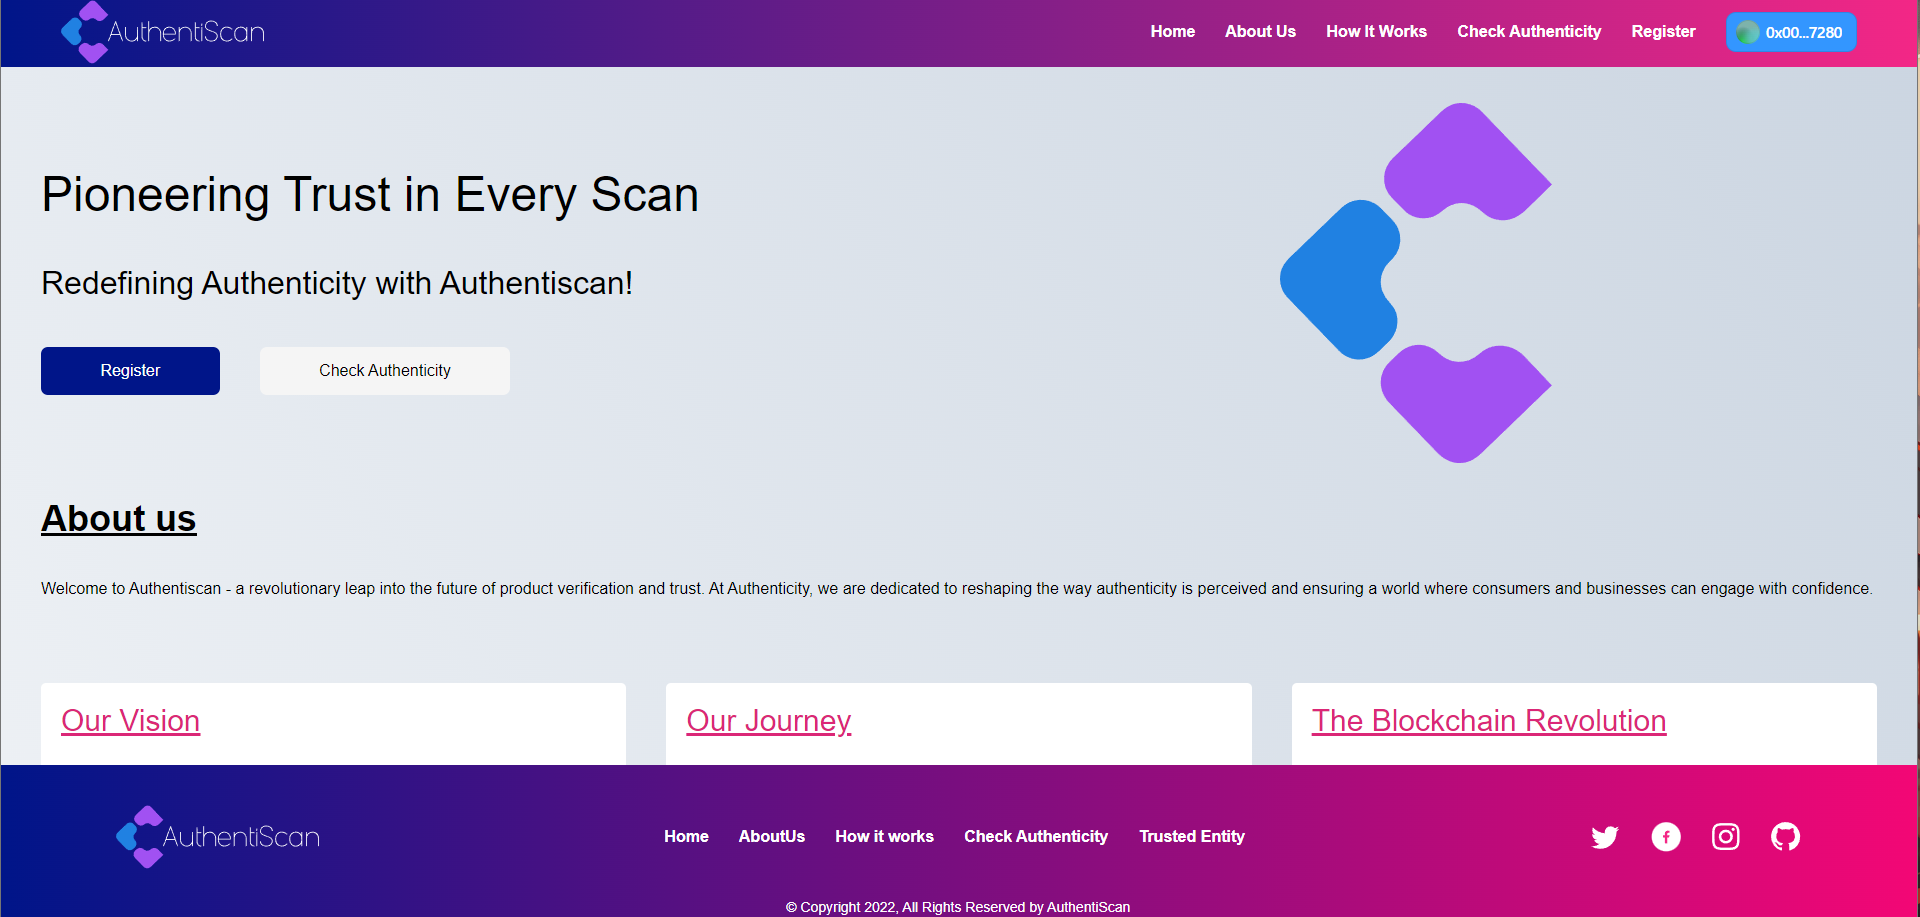 AuthentiScan
Home About Us How It Works Check Authenticity Register 0x00...7280
Pioneering Trust in Every Scan
Redefining Authenticity with Authentiscan!
Register Check Authenticity
About us
Welcome to Authentiscan - a revolutionary leap into the future of product verification and trust. At Authenticity, we are dedicated to reshaping the way authenticity is perceived and ensuring a world where consumers and businesses can engage with confidence.
Our Vision Our Journey The Blockchain Revolution
AuthentiScan
Home AboutUs How it works Check Authenticity Trusted Entity
© Copyright 2022, All Rights Reserved by AuthentiScan